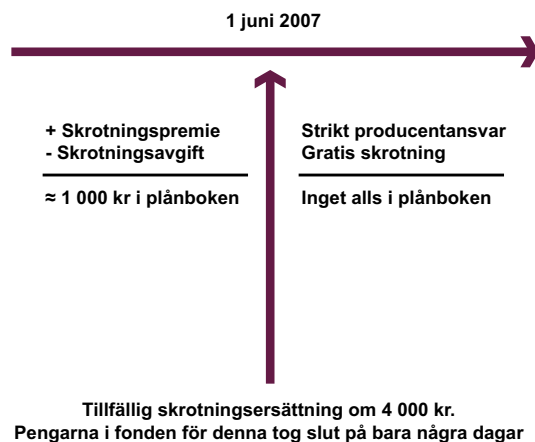 1 juni 2007
+ Skrotningspremie
- Skrotningsavgift
≈ 1 000 kr i plånboken
Strikt producentansvar
Gratis skrotning
Inget alls i plånboken
Tillfällig skrotningsersättning om 4 000 kr.
Pengarna i fonden för denna tog slut på bara några dagar